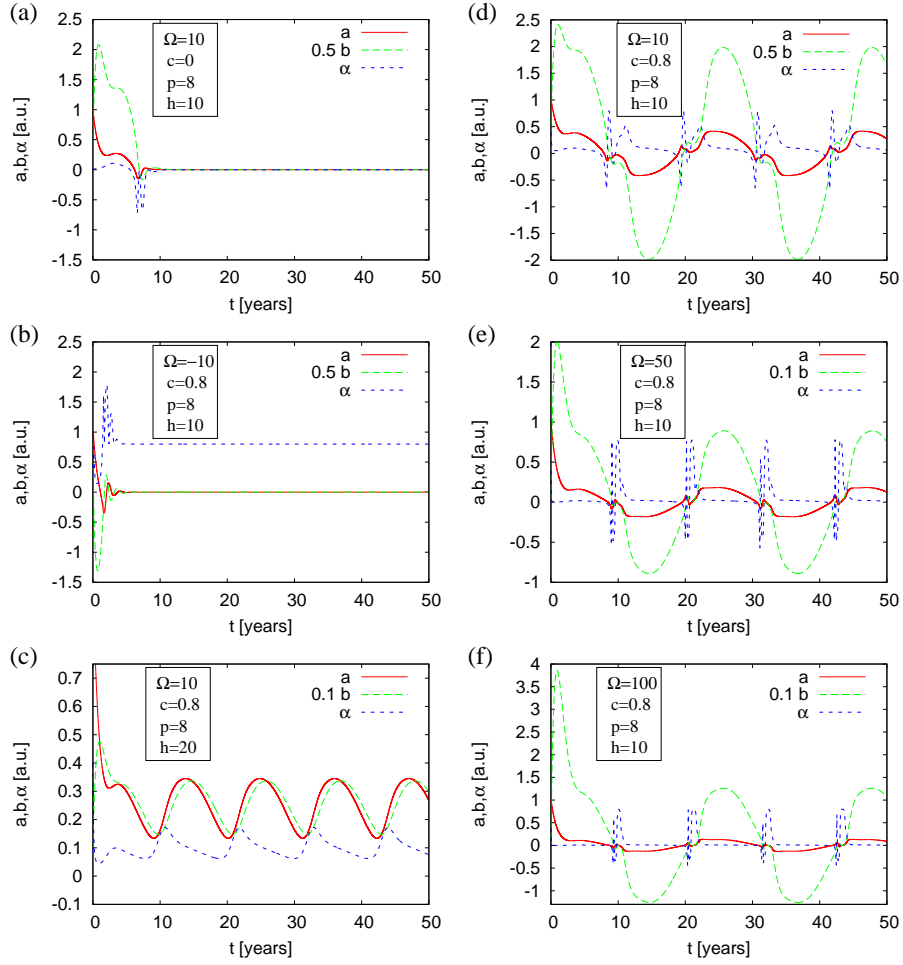 (a)
a,b,α [a.u.]
2.5
2
1.5
1
0.5
0
-0.5
-1
-1.5
Ω=10
c=0
p=8
h=10
a
0.5 b
α
0 10 20 30 40 50
t [years]
(b)
a,b,α [a.u.]
2.5
2
1.5
1
0.5
0
-0.5
-1
-1.5
Ω=−10
c=0.8
p=8
h=10
a
0.5 b
α
0 10 20 30 40 50
t [years]
(c)
a,b,α [a.u.]
0.7
0.6
0.5
0.4
0.3
0.2
0.1
0
-0.1
Ω=10
c=0.8
p=8
h=20
a
0.1 b
α
0 10 20 30 40 50
t [years]
(d)
a,b,α [a.u.]
2.5
2
1.5
1
0.5
0
-0.5
-1
-1.5
-2
Ω=10
c=0.8
p=8
h=10
a
0.5 b
α
0 10 20 30 40 50
t [years]
(e)
a,b,α [a.u.]
2
1.5
1
0.5
0
-0.5
-1
Ω=50
c=0.8
p=8
h=10
a
0.1 b
α
0 10 20 30 40 50
t [years]
(f)
a,b,α [a.u.]
4
3.5
3
2.5
2
1.5
1
0.5
0
-0.5
-1
Ω=100
c=0.8
p=8
h=10
a
0.1 b
α
0 10 20 30 40 50
t [years]